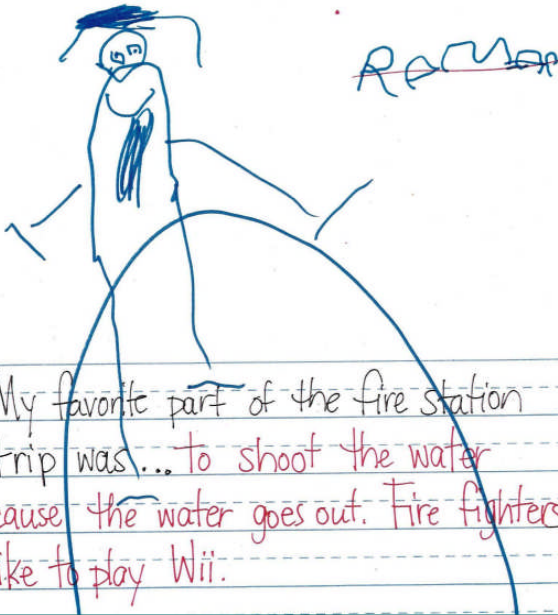 My favorite part of the fire station
trip was... to shoot the water
cause the water goes out. Fire fighters
ike to play Wii.